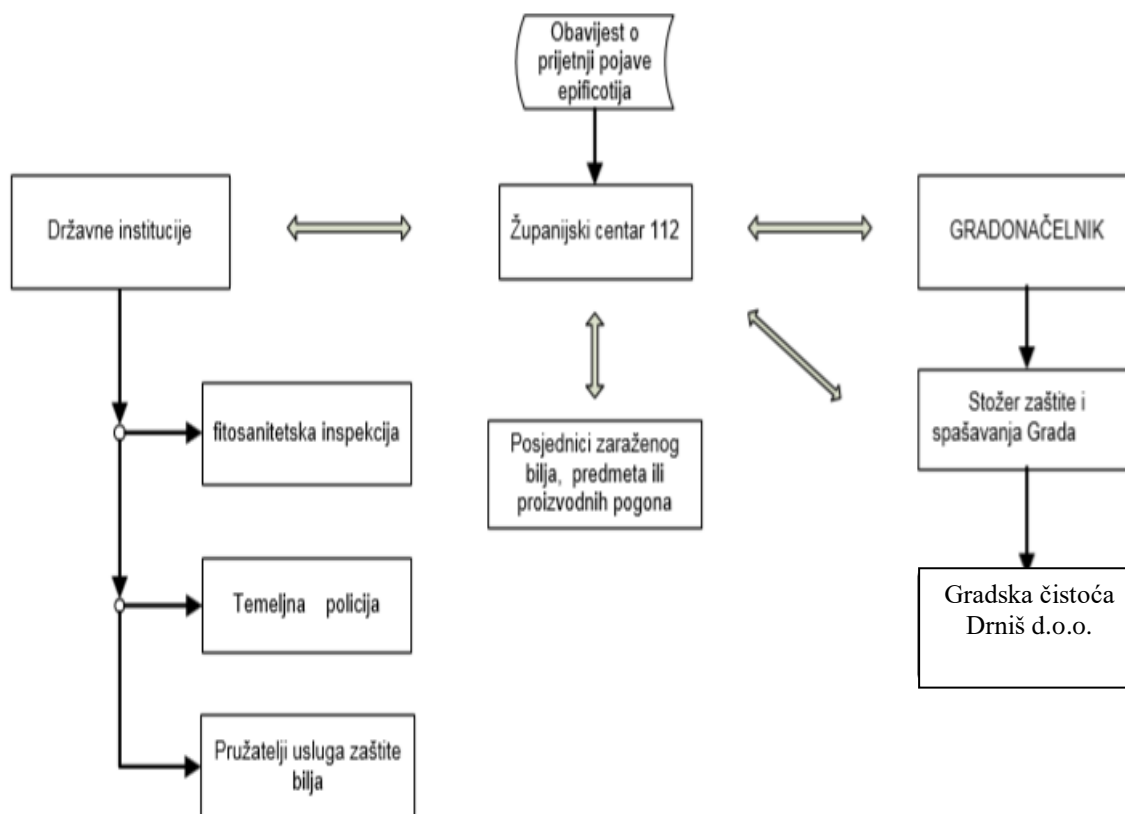 Obavijest o
prijetnji pojave
epificotija
Državne institucije
Županijski centar 112
GRADONAČELNIK
fitosanitetska inspekcija
Posjednici zaraženog
bilja, predmeta ili
proizvodnih pogona
Stožer zaštite i
spašavanja Grada
Temeljna policija
Gradska čistoća
Drniš d.o.o.
Pružatelji usluga zaštite
bilja